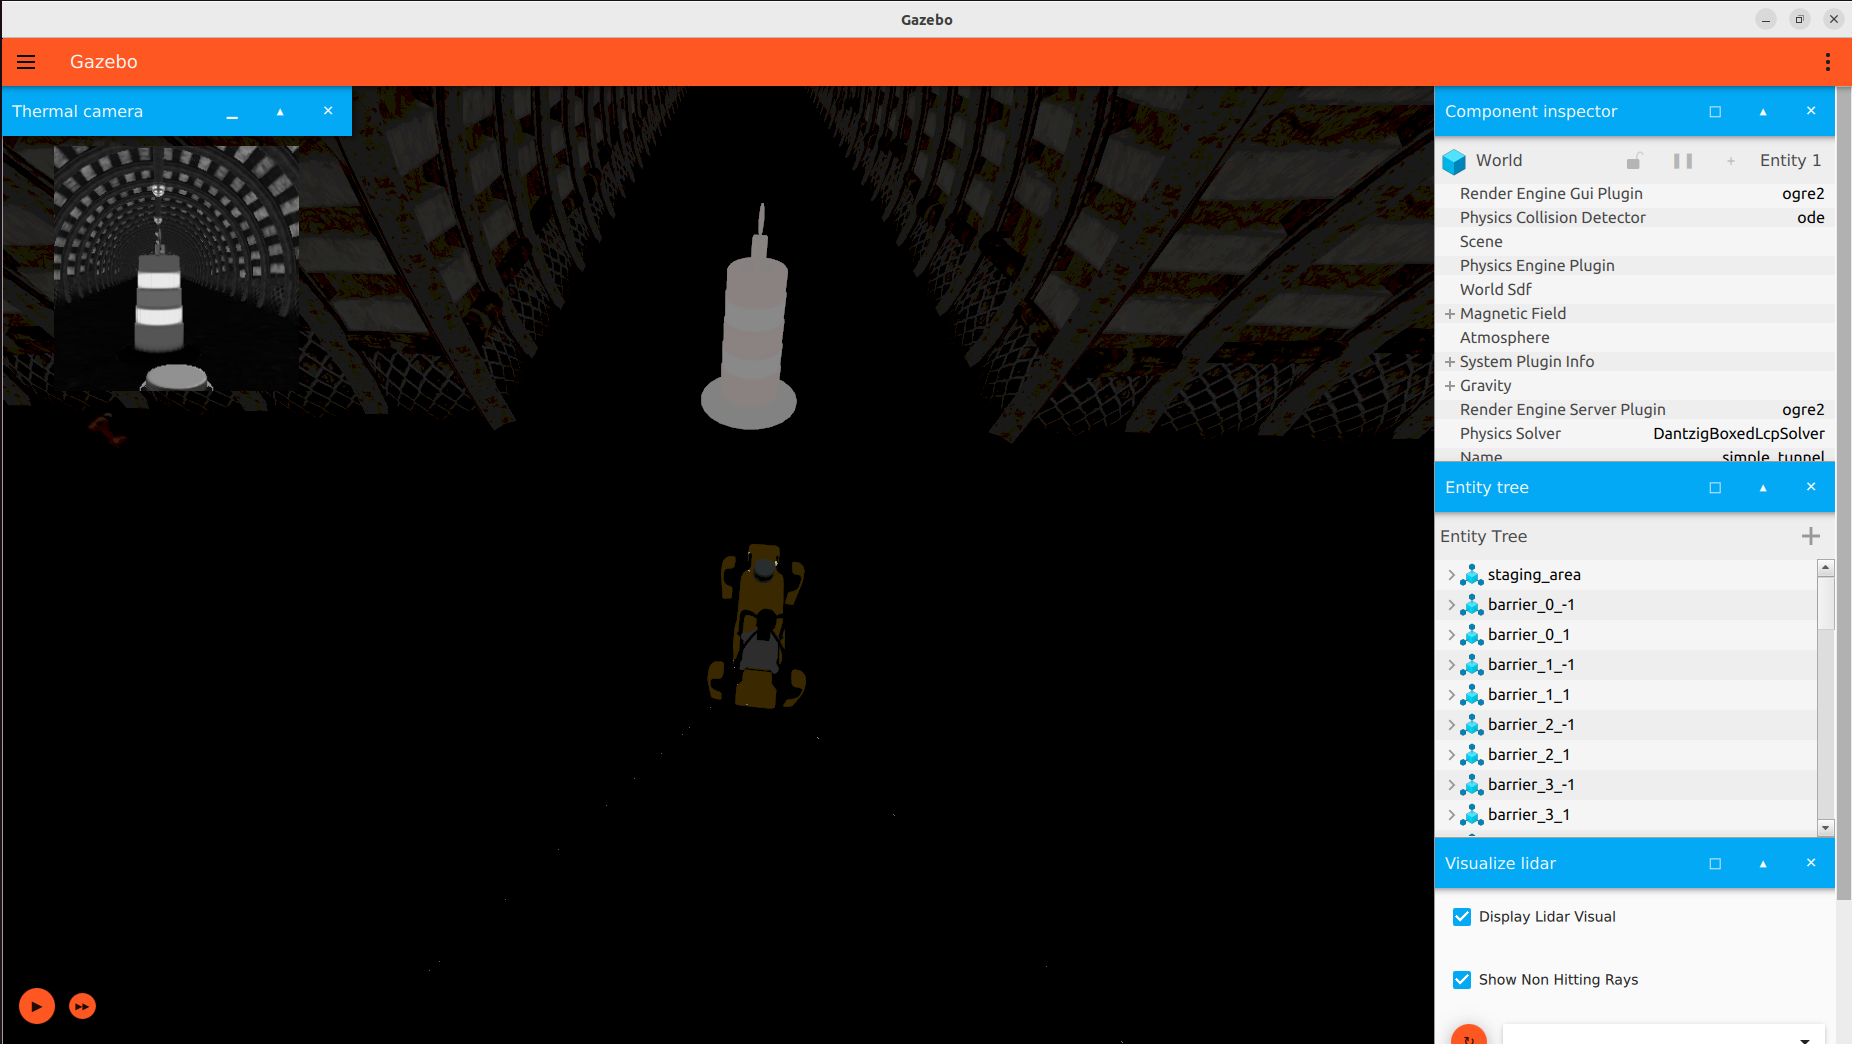 Gazebo
Gazebo
Thermal camera
Component inspector
World
Entity 1
Render Engine Gui Plugin ogre2
Physics Collision Detector ode
Scene
Physics Engine Plugin
World Sdf
Magnetic Field
Atmosphere
System Plugin Info
Gravity
Render Engine Server Plugin ogre2
Physics Solver DantzigBoxedLcpSolver
Name simple_tunnel
Entity tree
Entity Tree
staging_area
barrier_0_-1
barrier_0_1
barrier_1_-1
barrier_1_1
barrier_2_-1
barrier_2_1
barrier_3_-1
barrier_3_1
Visualize lidar
Display Lidar Visual
Show Non Hitting Rays